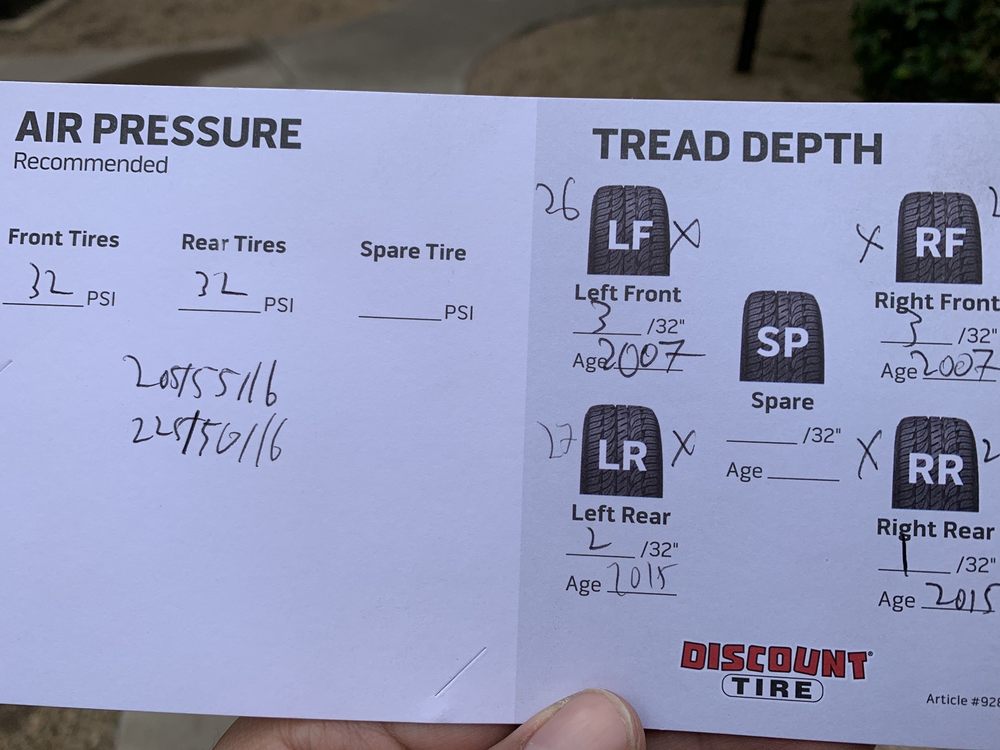 AIR PRESSURE
Recommended
Front Tires
32 PSI
Rear Tires
32 PSI
Spare Tire
PSI
205/55/16
225/50/16
TREAD DEPTH
26
LF X
Left Front
3 /32"
Age 2007
X RF
Right Front
3 /32"
Age 2007
SP
Spare
/32"
Age
27
LR X
Left Rear
2 /32"
Age 2015
X RR 2
Right Rear
1 /32"
Age 2015
DISCOUNT
TIRE
Article #928